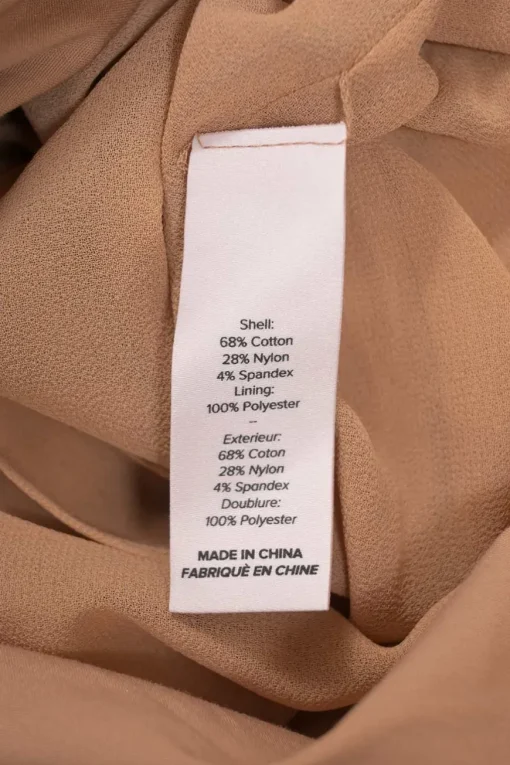 Shell:
68% Cotton
28% Nylon
4% Spandex
Lining:
100% Polyester
--
Exterieur:
68% Coton
28% Nylon
4% Spandex
Doublure:
100% Polyester
MADE IN CHINA
FABRIQUÈ EN CHINE